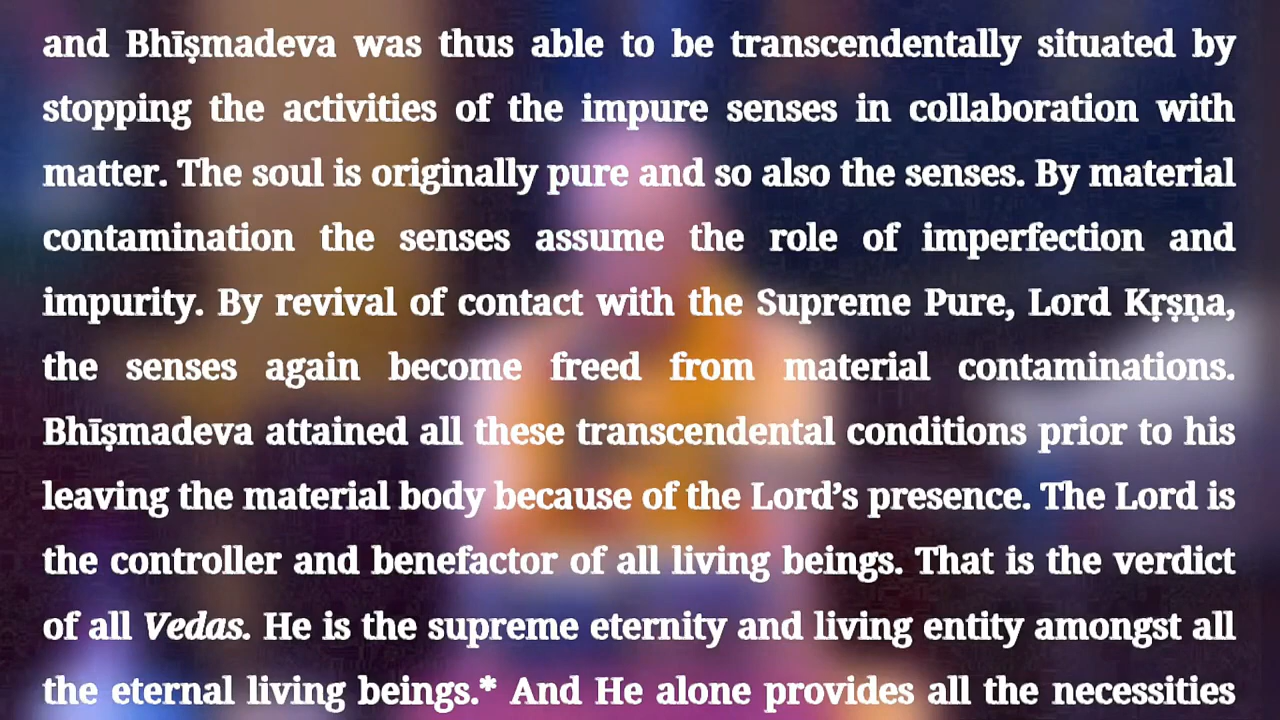 and Bhīṣmadeva was thus able to be transcendentally situated by
stopping the activities of the impure senses in collaboration with
matter. The soul is originally pure and so also the senses. By material
contamination the senses assume the role of imperfection and
impurity. By revival of contact with the Supreme Pure, Lord Kṛṣṇa,
the senses again become freed from material contaminations.
Bhīṣmadeva attained all these transcendental conditions prior to his
leaving the material body because of the Lord’s presence. The Lord is
the controller and benefactor of all living beings. That is the verdict
of all Vedas. He is the supreme eternity and living entity amongst all
the eternal living beings.* And He alone provides all the necessities